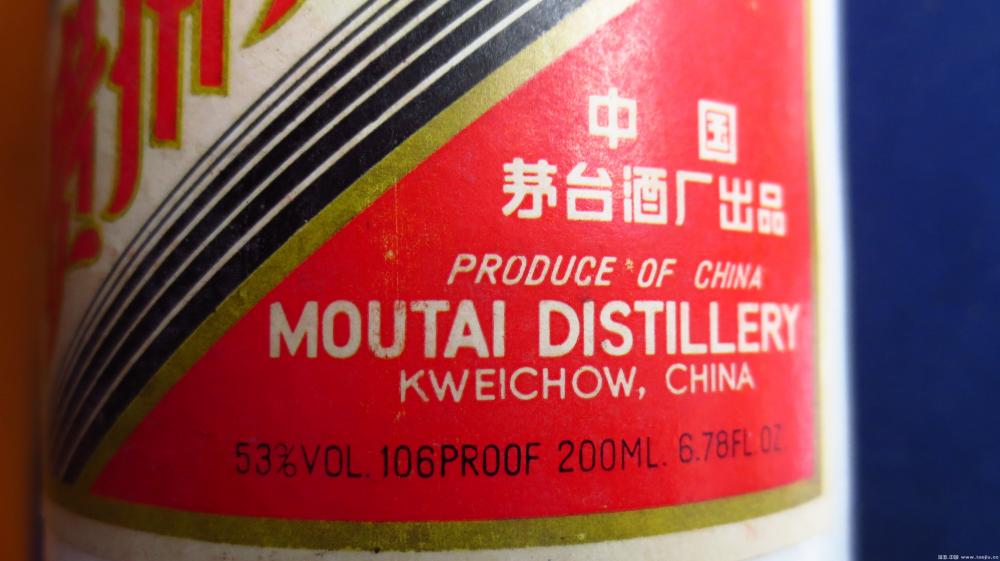 中国
茅台酒厂出品
PRODUCE OF CHINA
MOUTAI DISTILLERY
KWEICHOW, CHINA
53%VOL. 106PROOF 200ML. 6.78FL.OZ.